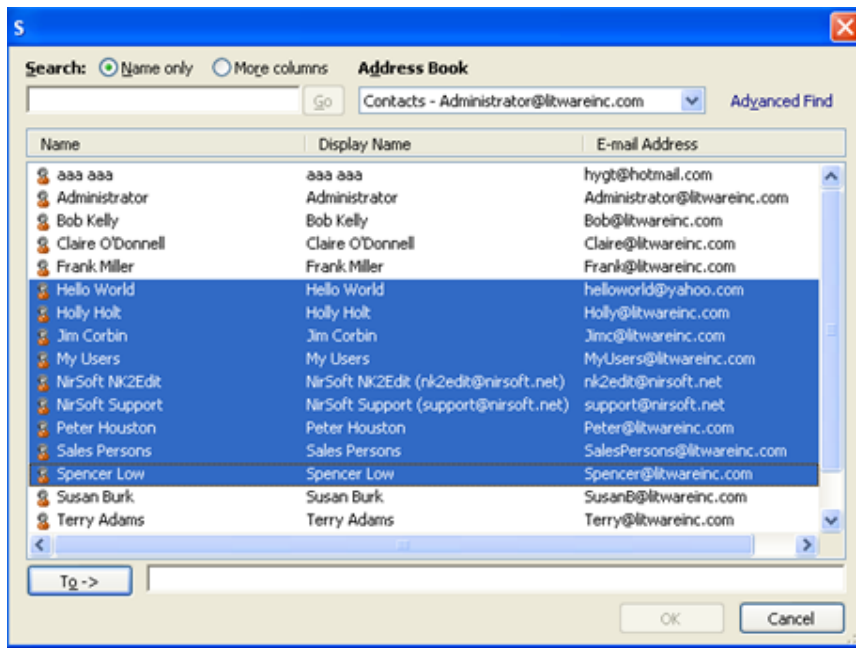 S
Search: Name only More columns Address Book
Go Contacts - Administrator@litwareinc.com Advanced Find
Name Display Name E-mail Address
aaa aaa aaa aaa hygt@hotmail.com
Administrator Administrator Administrator@litwareinc.com
Bob Kelly Bob Kelly Bob@litwareinc.com
Claire O'Donnell Claire O'Donnell Claire@litwareinc.com
Frank Miller Frank Miller Frank@litwareinc.com
Hello World Hello World helloworld@yahoo.com
Holly Holt Holly Holt Holly@litwareinc.com
Jim Corbin Jim Corbin Jimc@litwareinc.com
My Users My Users MyUsers@litwareinc.com
NirSoft NK2Edit NirSoft NK2Edit (nk2edit@nirsoft.net) nk2edit@nirsoft.net
NirSoft Support NirSoft Support (support@nirsoft.net) support@nirsoft.net
Peter Houston Peter Houston Peter@litwareinc.com
Sales Persons Sales Persons SalesPersons@litwareinc.com
Spencer Low Spencer Low Spencer@litwareinc.com
Susan Burk Susan Burk SusanB@litwareinc.com
Terry Adams Terry Adams Terry@litwareinc.com
To ->
OK Cancel